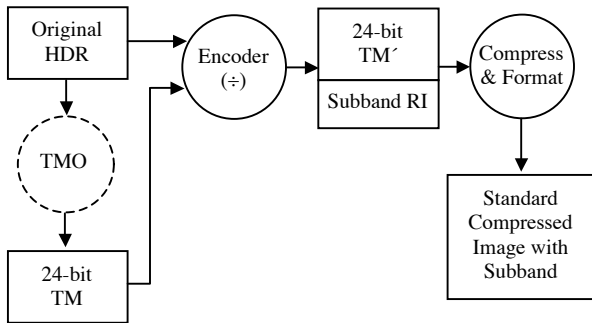 Original
HDR
Encoder
(÷)
24-bit
TM´
Subband RI
Compress
& Format
TMO
24-bit
TM
Standard
Compressed
Image with
Subband